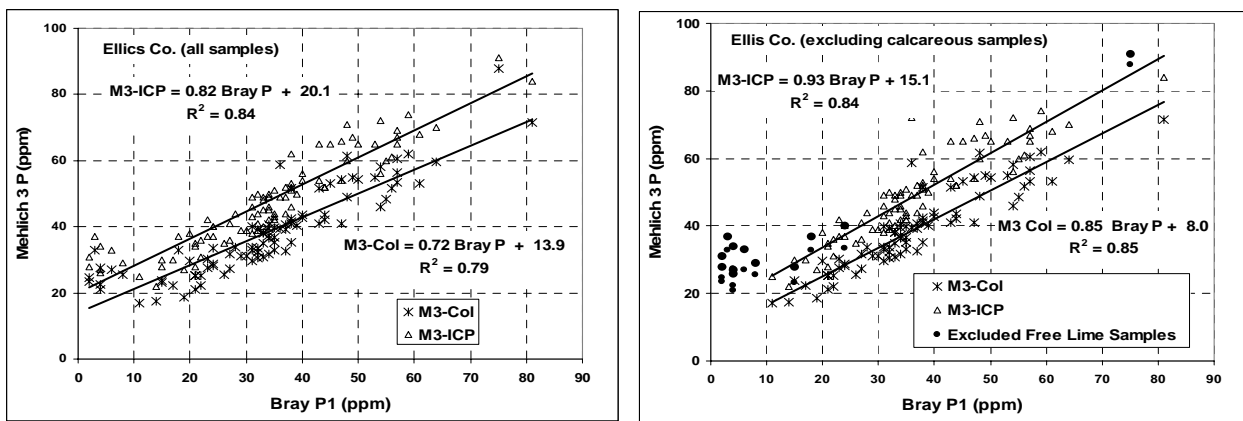 Ellics Co. (all samples)
M3-ICP = 0.82 Bray P + 20.1
R² = 0.84
M3-Col = 0.72 Bray P + 13.9
R² = 0.79
M3-Col
M3-ICP
Mehlich 3 P (ppm)
100
80
60
40
20
0
0 10 20 30 40 50 60 70 80 90
Bray P1 (ppm)
Ellis Co. (excluding calcareous samples)
M3-ICP = 0.93 Bray P + 15.1
R² = 0.84
M3 Col = 0.85 Bray P + 8.0
R² = 0.85
M3-Col
M3-ICP
Excluded Free Lime Samples
Mehlich 3 P (ppm)
100
80
60
40
20
0
0 10 20 30 40 50 60 70 80 90
Bray P1 (ppm)